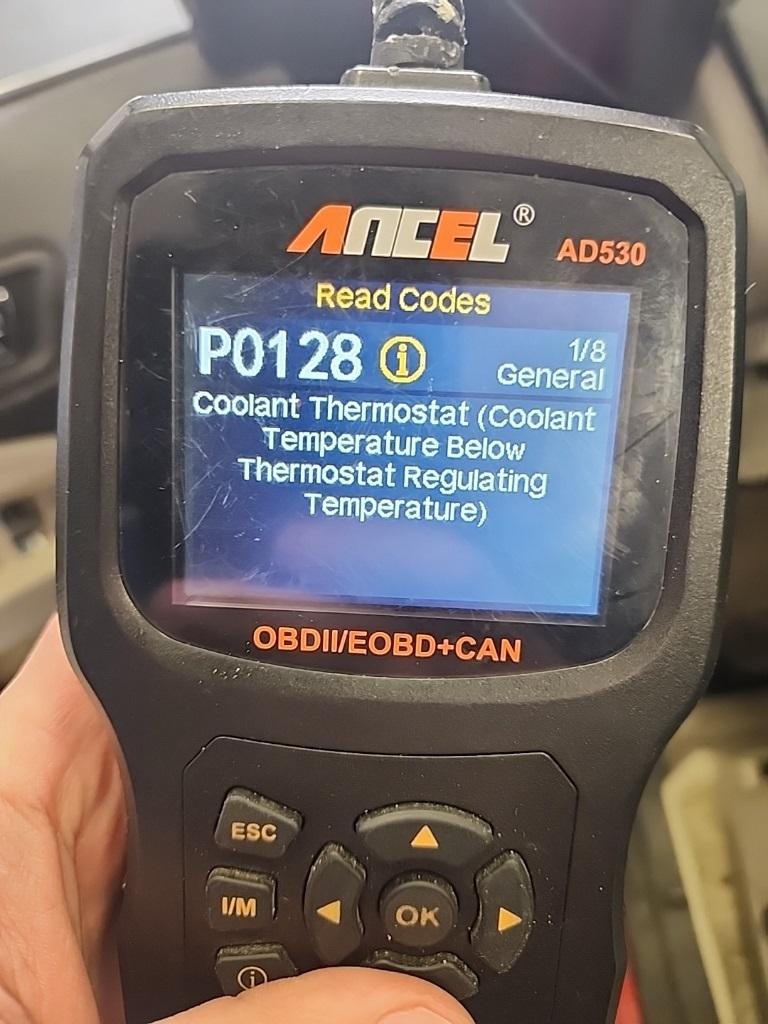 ANCEL®
AD530
Read Codes
P0128 i 1/8
General
Coolant Thermostat (Coolant
Temperature Below
Thermostat Regulating
Temperature)
OBDII/EOBD+CAN
ESC
I/M
OK
i